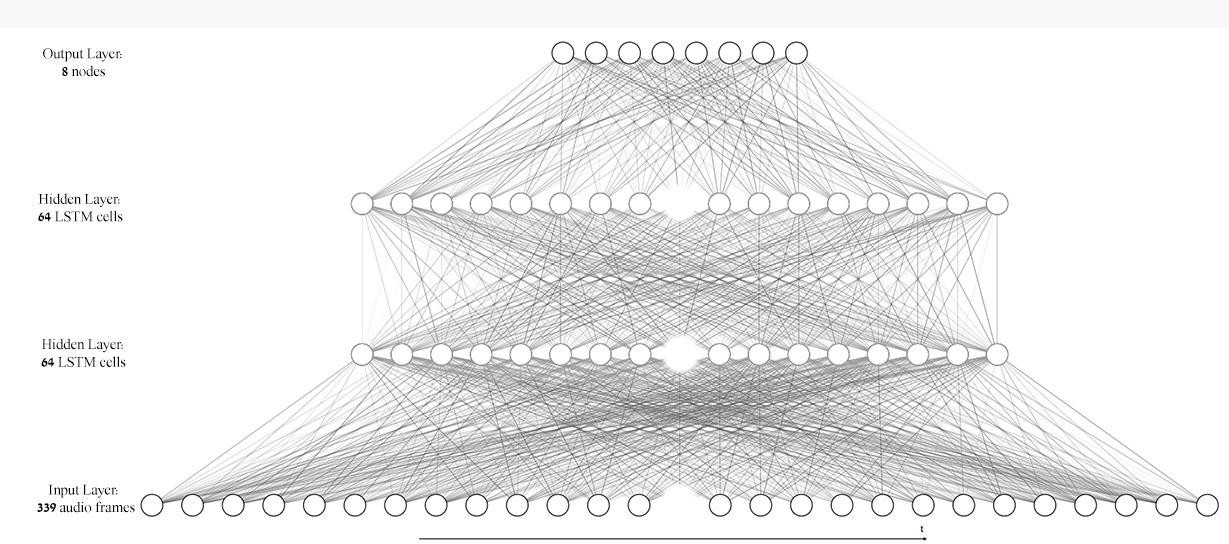 Output Layer:
8 nodes
Hidden Layer:
64 LSTM cells
Hidden Layer:
64 LSTM cells
Input Layer:
339 audio frames
t